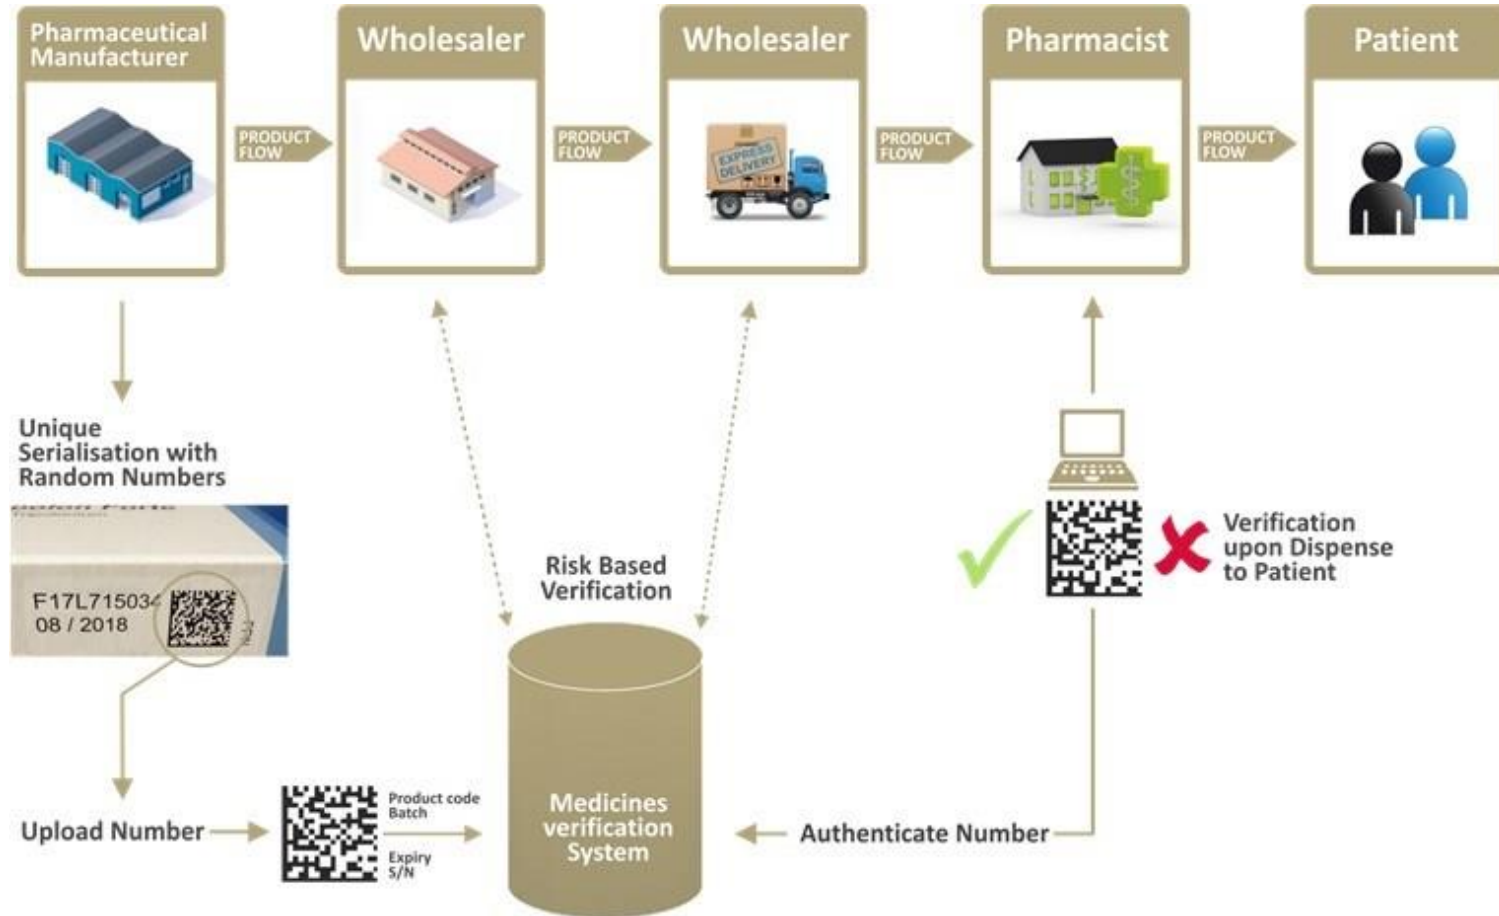 Pharmaceutical
Manufacturer
Wholesaler
Wholesaler
Pharmacist
Patient
PRODUCT
FLOW
PRODUCT
FLOW
EXPRESS
DELIVERY
PRODUCT
FLOW
PRODUCT
FLOW
Unique
Serialisation with
Random Numbers
F17L715034
08 / 2018
Risk Based
Verification
Verification
upon Dispense
to Patient
Upload Number
Product code
Batch
Expiry
S/N
Medicines
verification
System
Authenticate Number